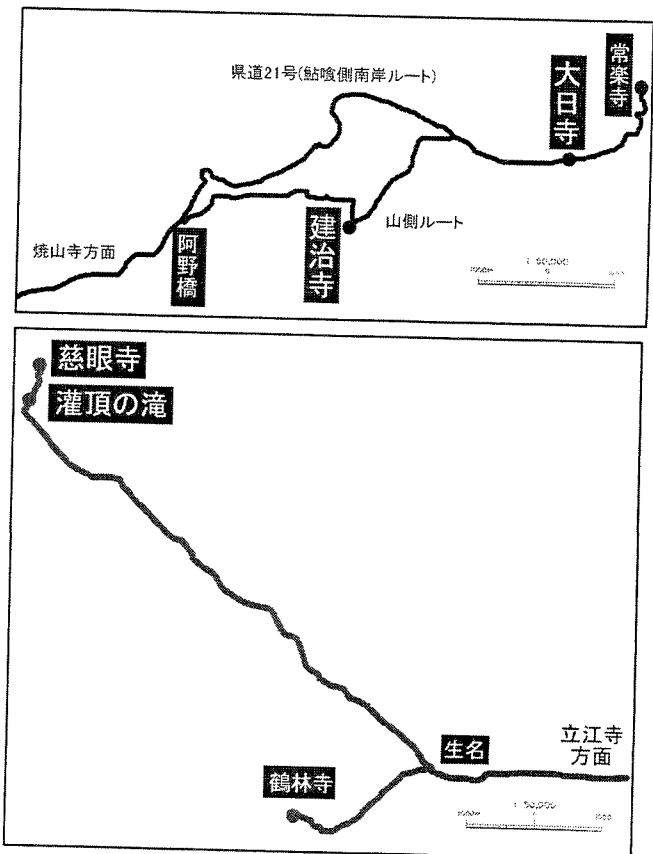 県道21号(鮎喰側南岸ルート)
大日寺
常楽寺
焼山寺方面
阿野橋
建治寺
山側ルート
慈眼寺
灌頂の滝
生名
立江寺
方面
鶴林寺